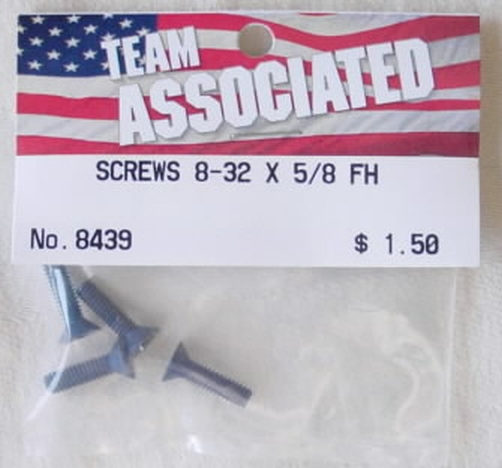 TEAM
ASSOCIATED
SCREWS 8-32 X 5/8 FH
No. 8439
$ 1.50